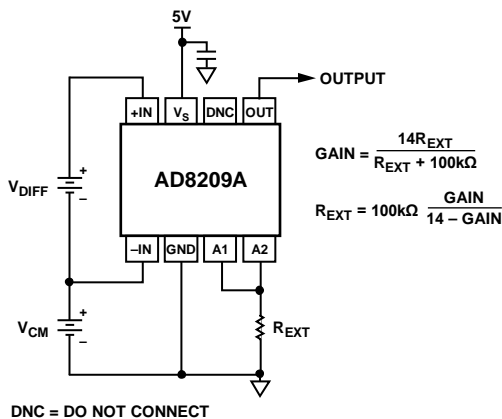 5V
OUTPUT
+IN
VS
DNC
OUT
GAIN = 14REXT / REXT + 100kΩ
AD8209A
VDIFF
+
–
REXT = 100kΩ GAIN / 14 – GAIN
–IN
GND
A1
A2
+
VCM
–
REXT
DNC = DO NOT CONNECT